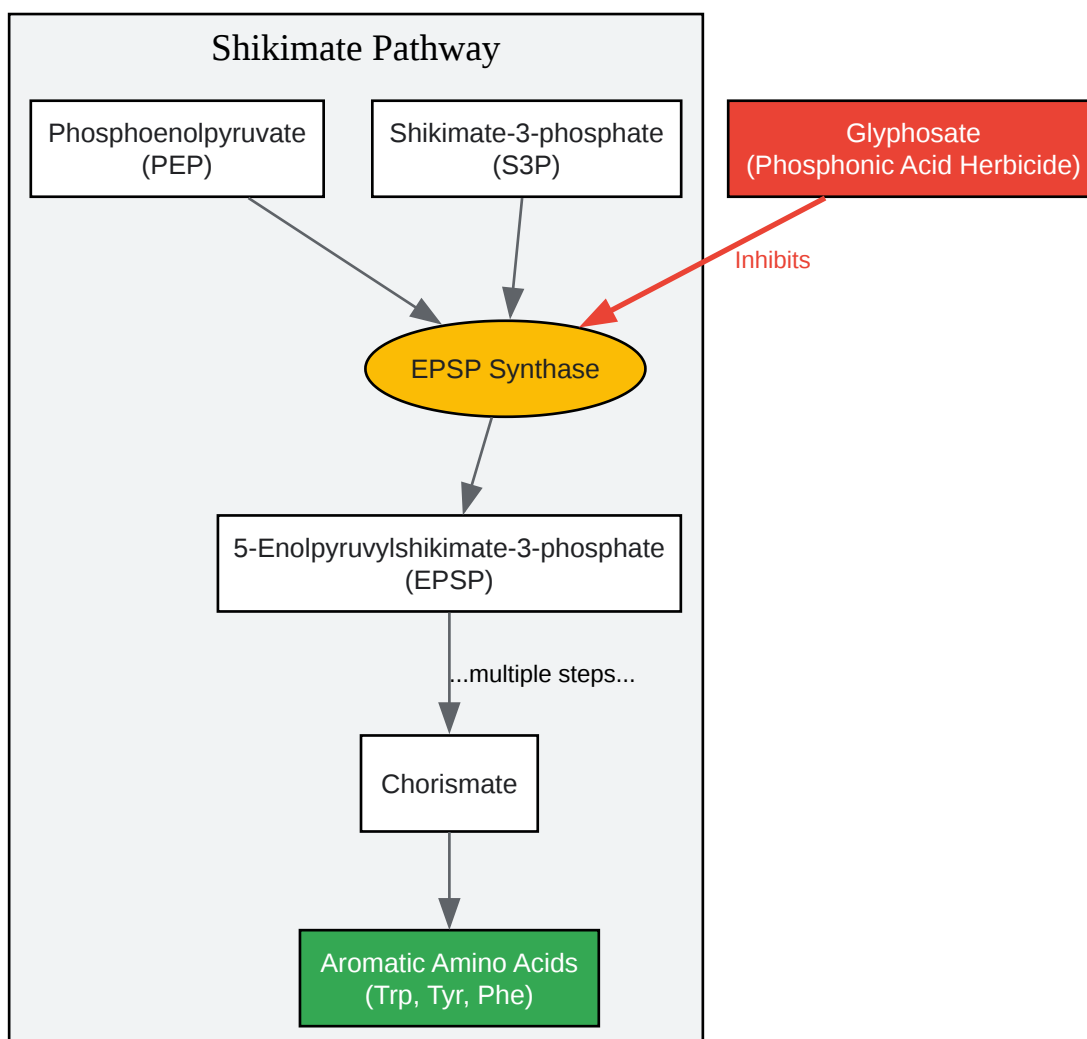 Shikimate Pathway
Phosphoenolpyruvate
(PEP)
Shikimate-3-phosphate
(S3P)
Glyphosate
(Phosphonic Acid Herbicide)
Inhibits
EPSP Synthase
5-Enolpyruvylshikimate-3-phosphate
(EPSP)
...multiple steps...
Chorismate
Aromatic Amino Acids
(Trp, Tyr, Phe)